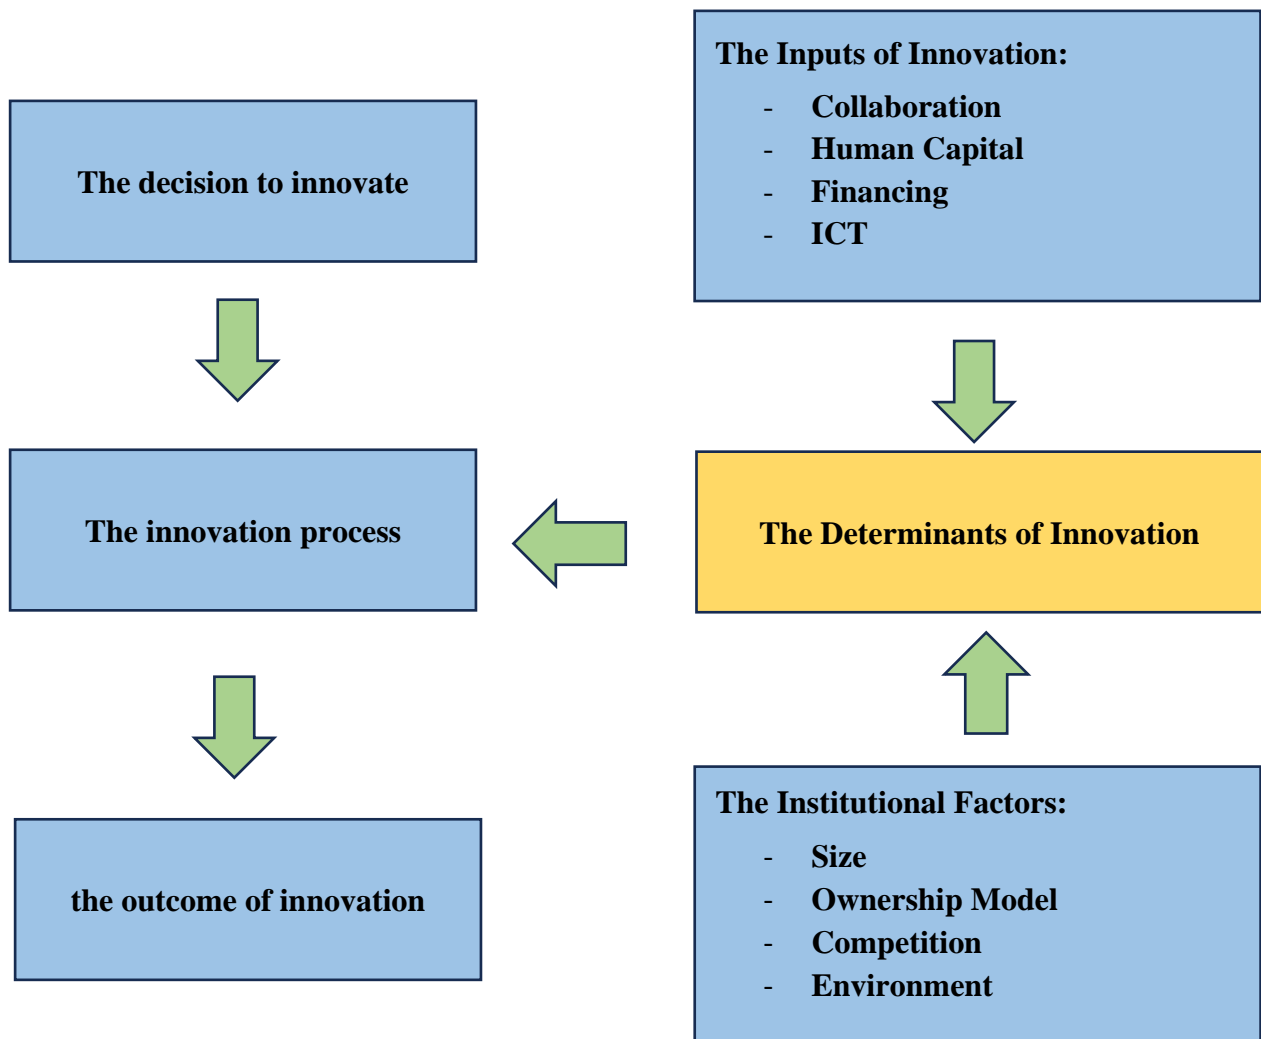 The decision to innovate
The innovation process
the outcome of innovation
The Inputs of Innovation:
- Collaboration
- Human Capital
- Financing
- ICT
The Determinants of Innovation
The Institutional Factors:
- Size
- Ownership Model
- Competition
- Environment